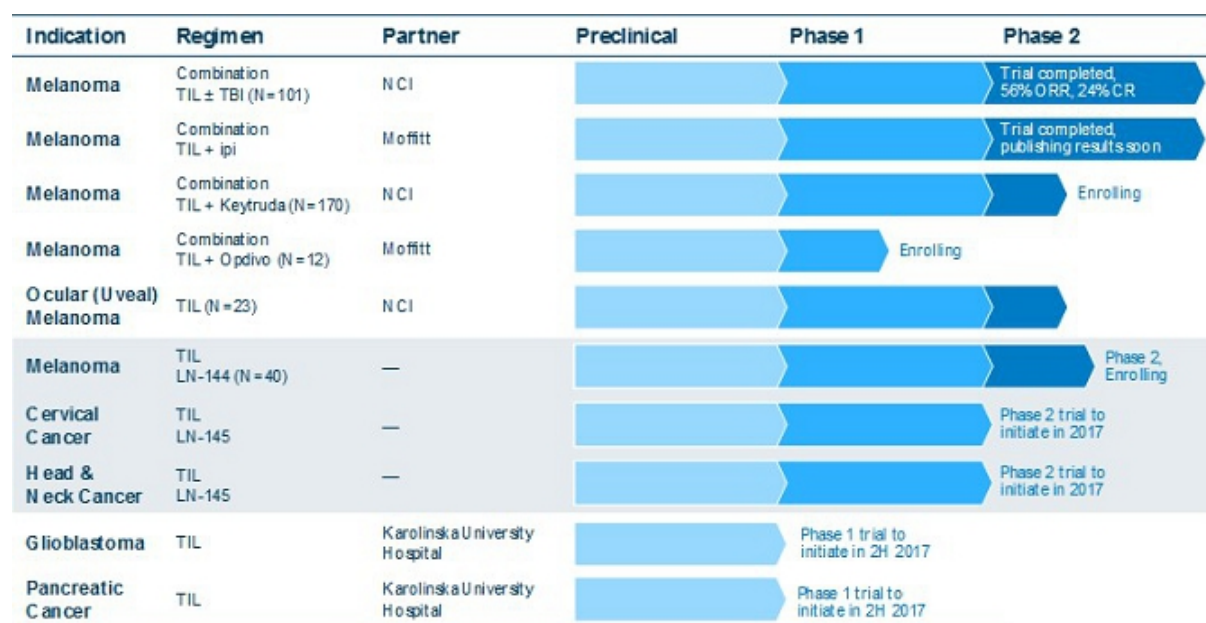 Indication Regimen Partner Preclinical Phase 1 Phase 2
Melanoma
Combination
TIL ± TBI (N=101)
NCI
Trial completed,
56% ORR, 24% CR
Melanoma
Combination
TIL + ipi
Moffitt
Trial completed,
publishing results soon
Melanoma
Combination
TIL + Keytruda (N=170)
NCI
Enrolling
Melanoma
Combination
TIL + Opdivo (N=12)
Moffitt
Enrolling
Ocular (Uveal)
Melanoma
TIL (N=23)
NCI
Melanoma
TIL
LN-144 (N=40)
—
Phase 2,
Enrolling
Cervical
Cancer
TIL
LN-145
—
Phase 2 trial to
initiate in 2017
Head &
Neck Cancer
TIL
LN-145
—
Phase 2 trial to
initiate in 2017
Glioblastoma
TIL
Karolinska University
Hospital
Phase 1 trial to
initiate in 2H 2017
Pancreatic
Cancer
TIL
Karolinska University
Hospital
Phase 1 trial to
initiate in 2H 2017